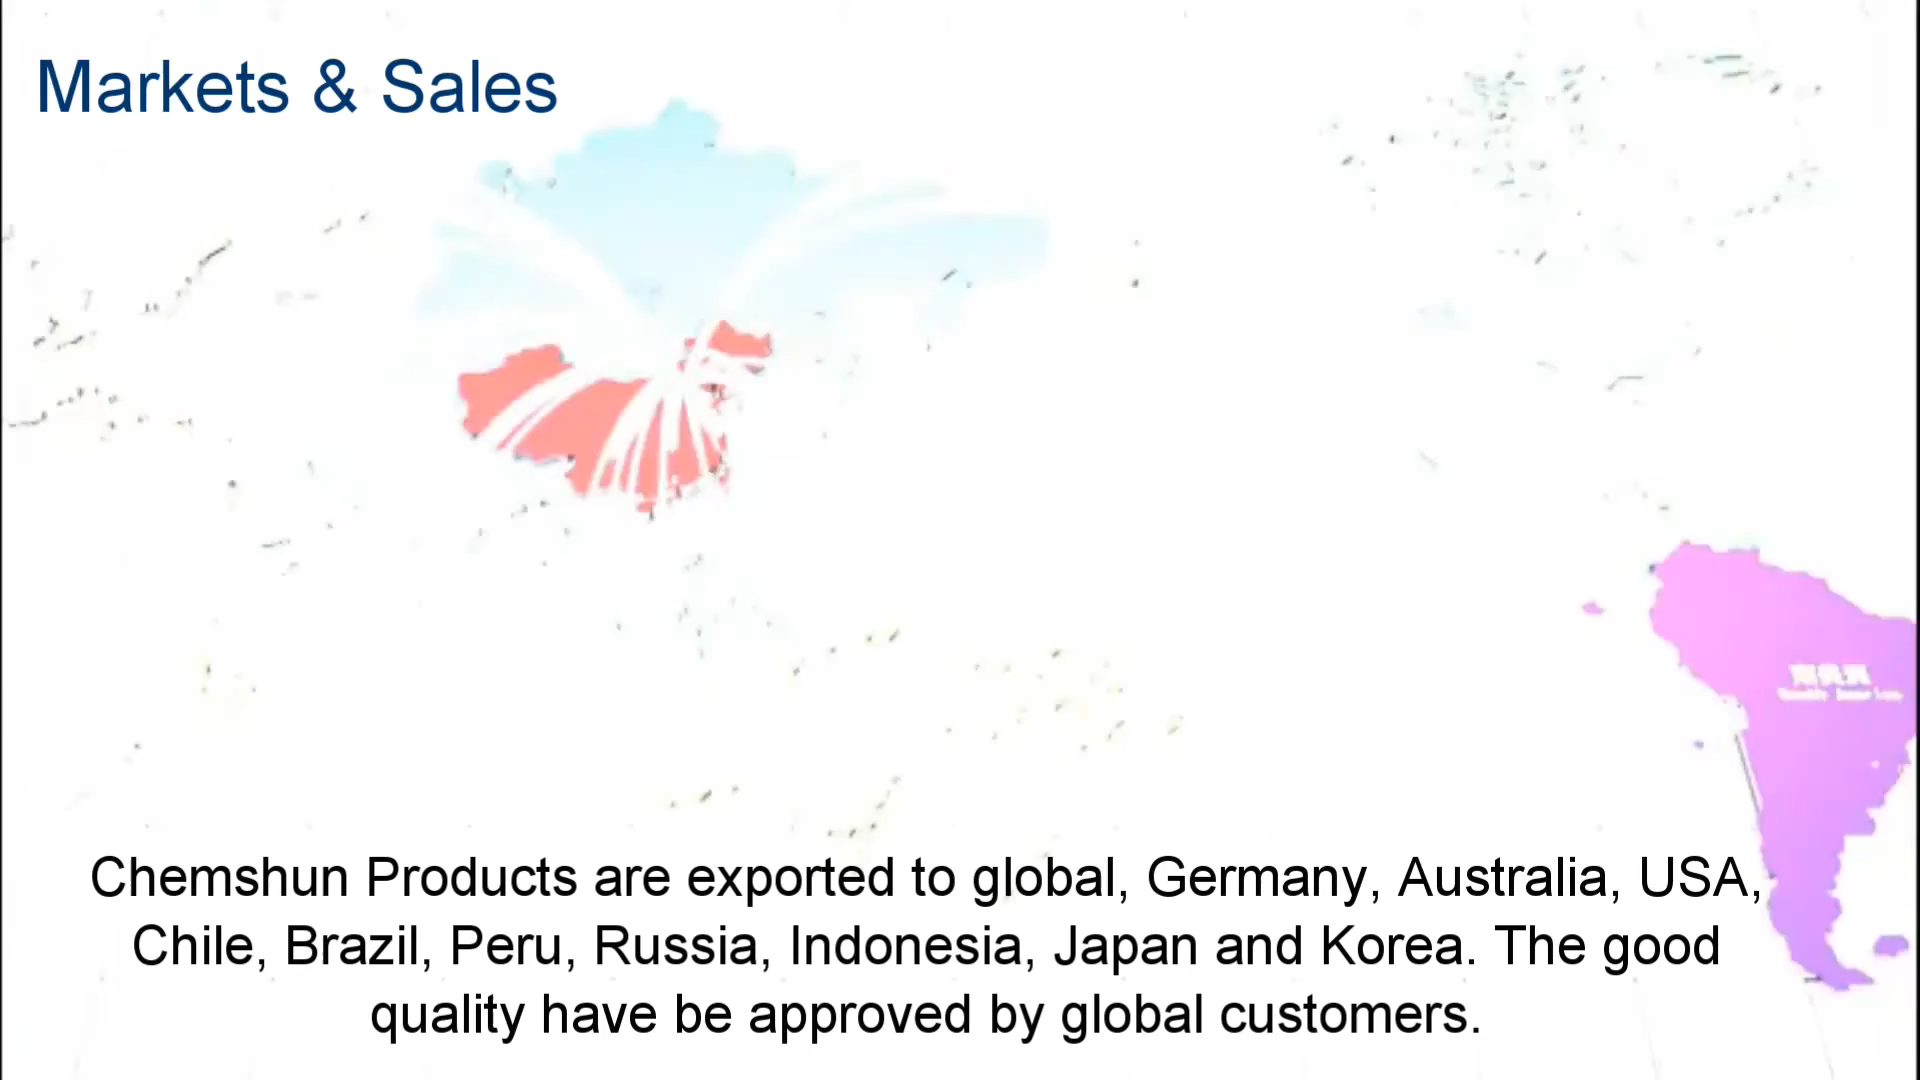 Markets & Sales
Chemshun Products are exported to global, Germany, Australia, USA,
Chile, Brazil, Peru, Russia, Indonesia, Japan and Korea. The good
quality have be approved by global customers.